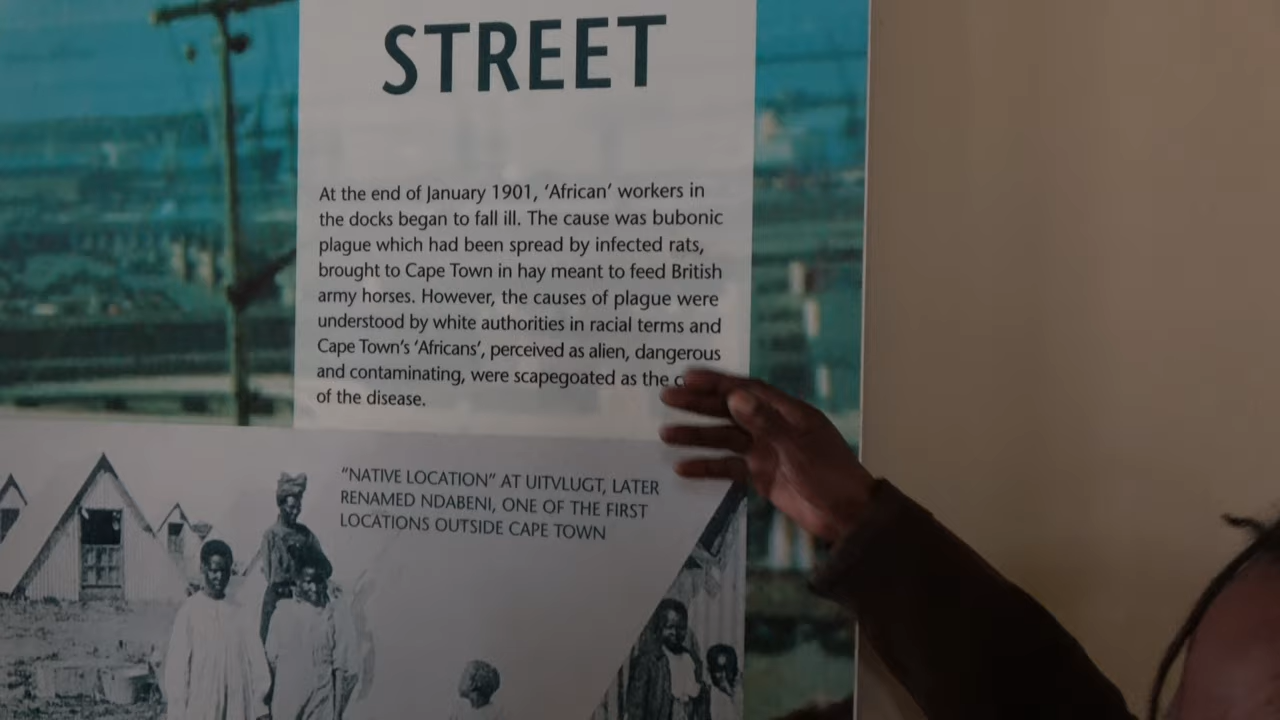 STREET
At the end of January 1901, ‘African’ workers in
the docks began to fall ill. The cause was bubonic
plague which had been spread by infected rats,
brought to Cape Town in hay meant to feed British
army horses. However, the causes of plague were
understood by white authorities in racial terms and
Cape Town’s ‘Africans’, perceived as alien, dangerous
and contaminating, were scapegoated as the
of the disease.
“NATIVE LOCATION” AT UITVLUGT, LATER
RENAMED NDABENI, ONE OF THE FIRST
LOCATIONS OUTSIDE CAPE TOWN